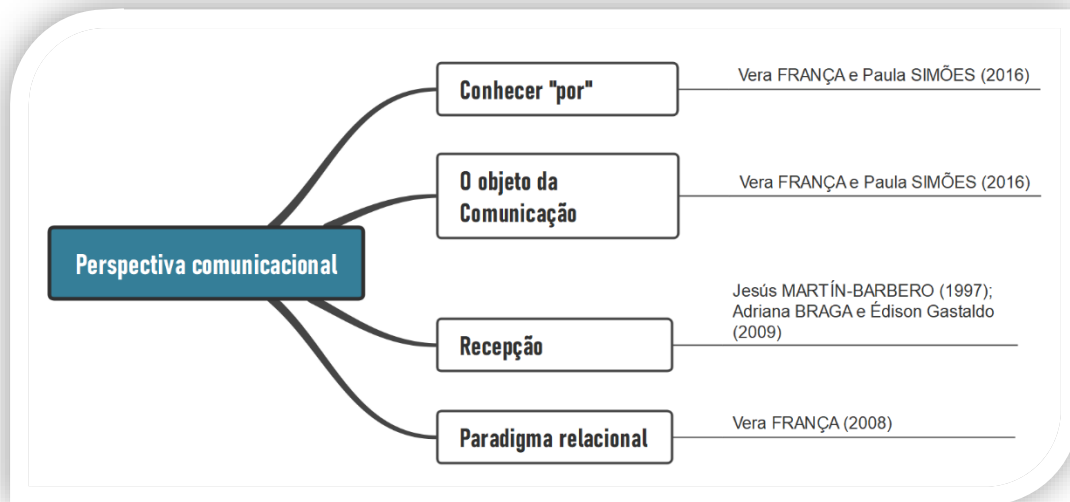 Conhecer "por"
Vera FRANÇA e Paula SIMÕES (2016)
O objeto da
Comunicação
Vera FRANÇA e Paula SIMÕES (2016)
Perspectiva comunicacional
Recepção
Jesús MARTÍN-BARBERO (1997);
Adriana BRAGA e Édison Gastaldo
(2009)
Paradigma relacional
Vera FRANÇA (2008)